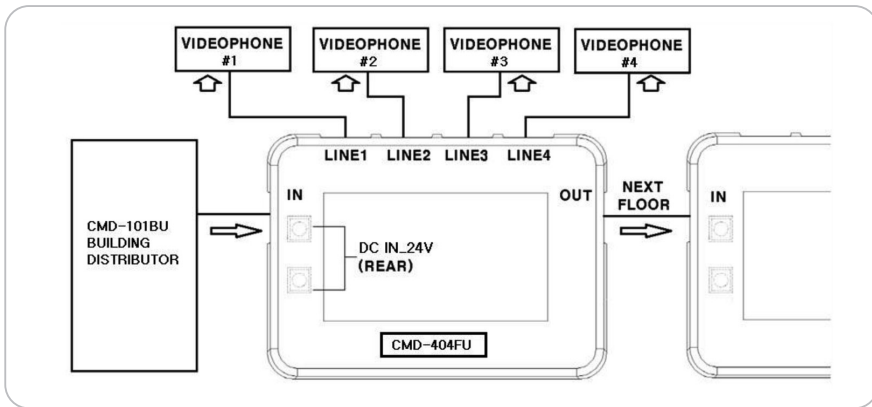 VIDEOPHONE
#1
VIDEOPHONE
#2
VIDEOPHONE
#3
VIDEOPHONE
#4
LINE1 LINE2 LINE3 LINE4
CMD-101BU
BUILDING
DISTRIBUTOR
IN
DC IN_24V
(REAR)
CMD-404FU
OUT
NEXT
FLOOR
IN